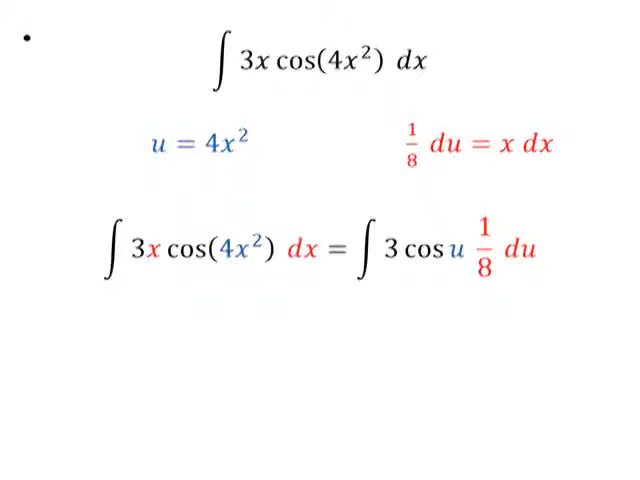 •
∫ 3x cos(4x²) dx
u = 4x² 1/8 du = x dx
∫ 3x cos(4x²) dx = ∫ 3 cos u 1/8 du